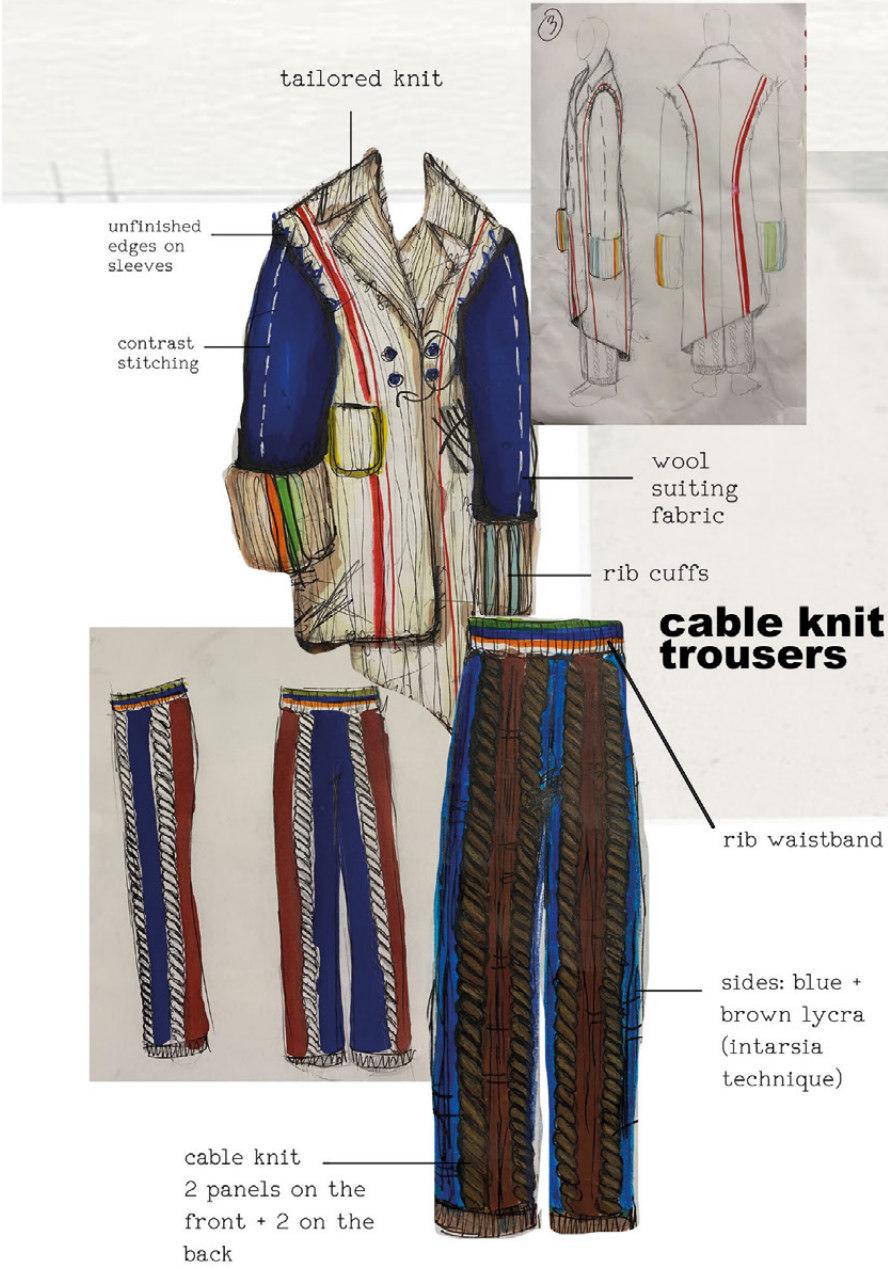 3
tailored knit
unfinished
edges on
sleeves
contrast
stitching
wool
suiting
fabric
rib cuffs
cable knit
trousers
rib waistband
sides: blue +
brown lycra
(intarsia
technique)
cable knit
2 panels on the
front + 2 on the
back